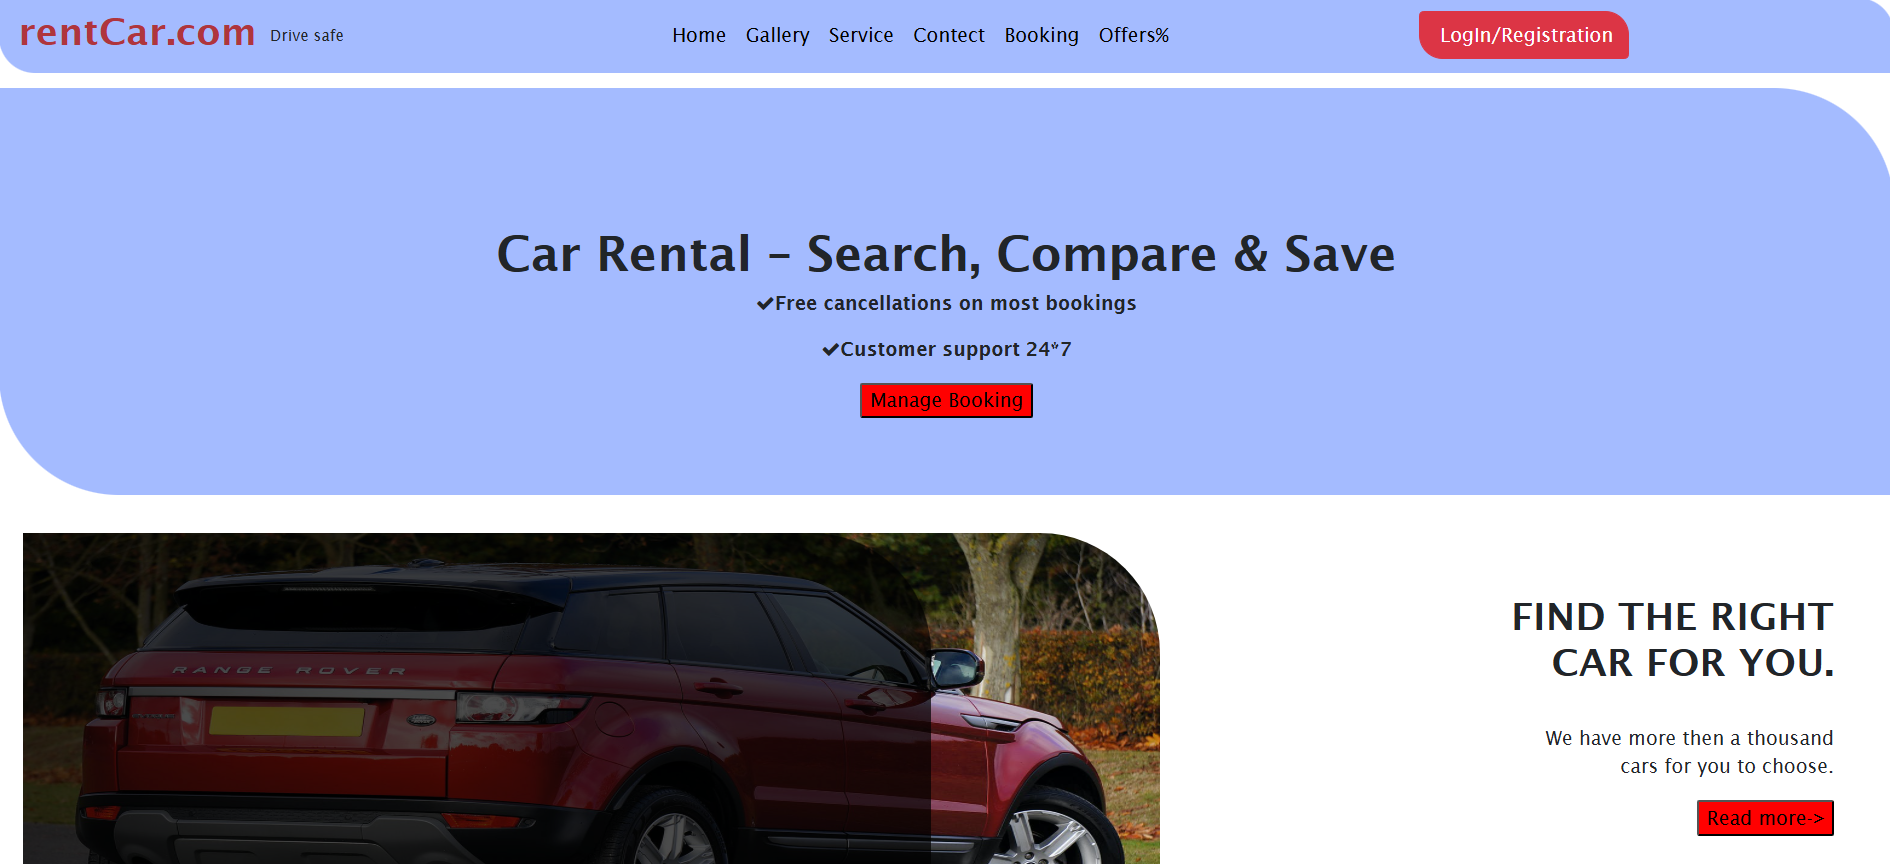 rentCar.com Drive safe Home Gallery Service Contect Booking Offers% LogIn/Registration
Car Rental – Search, Compare & Save
✔Free cancellations on most bookings
✔Customer support 24*7
Manage Booking
RANGE ROVER
FIND THE RIGHT
CAR FOR YOU.
We have more then a thousand
cars for you to choose.
Read more->